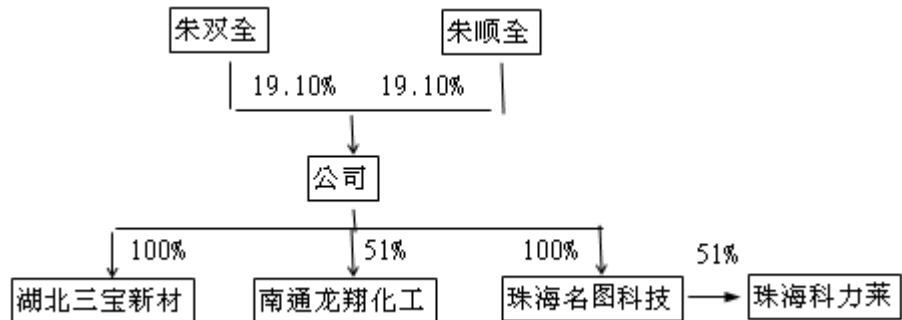 朱双全 朱顺全
19.10% 19.10%
公司
100% 51% 100% 51%
湖北三宝新材 南通龙翔化工 珠海名图科技 珠海科力莱